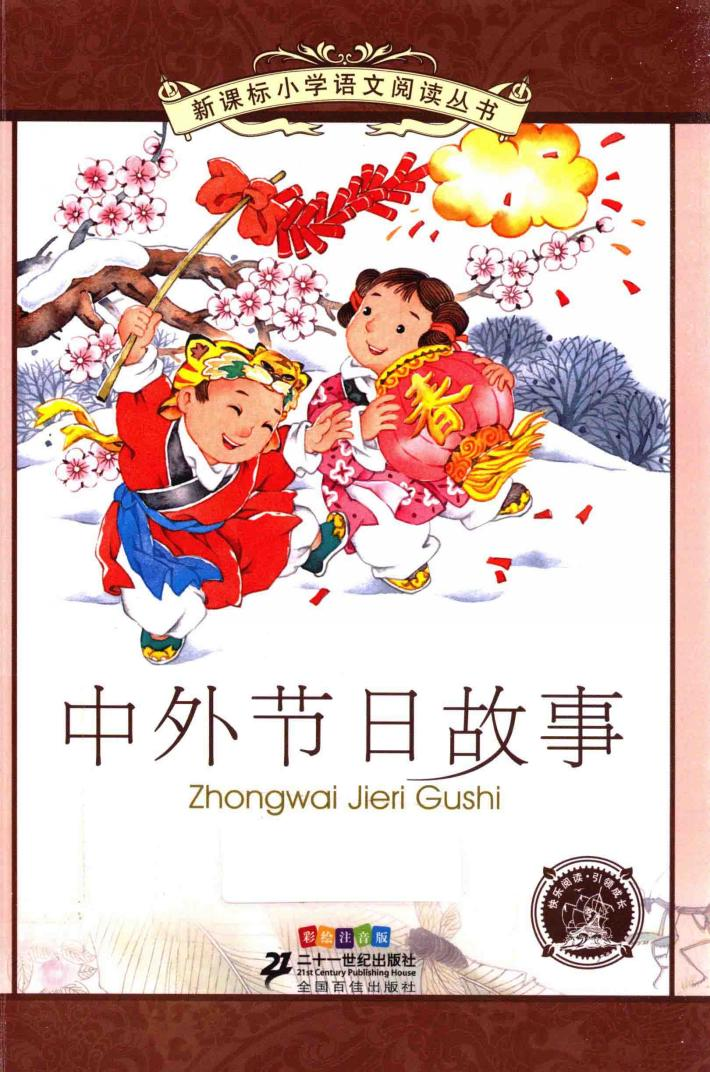 新课标小学语文阅读丛书
春
中外节日故事
Zhongwai Jieri Gushi
快乐阅读·引领成长
彩绘注音版
21 二十一世纪出版社
21st Century Publishing House
全国百佳出版社